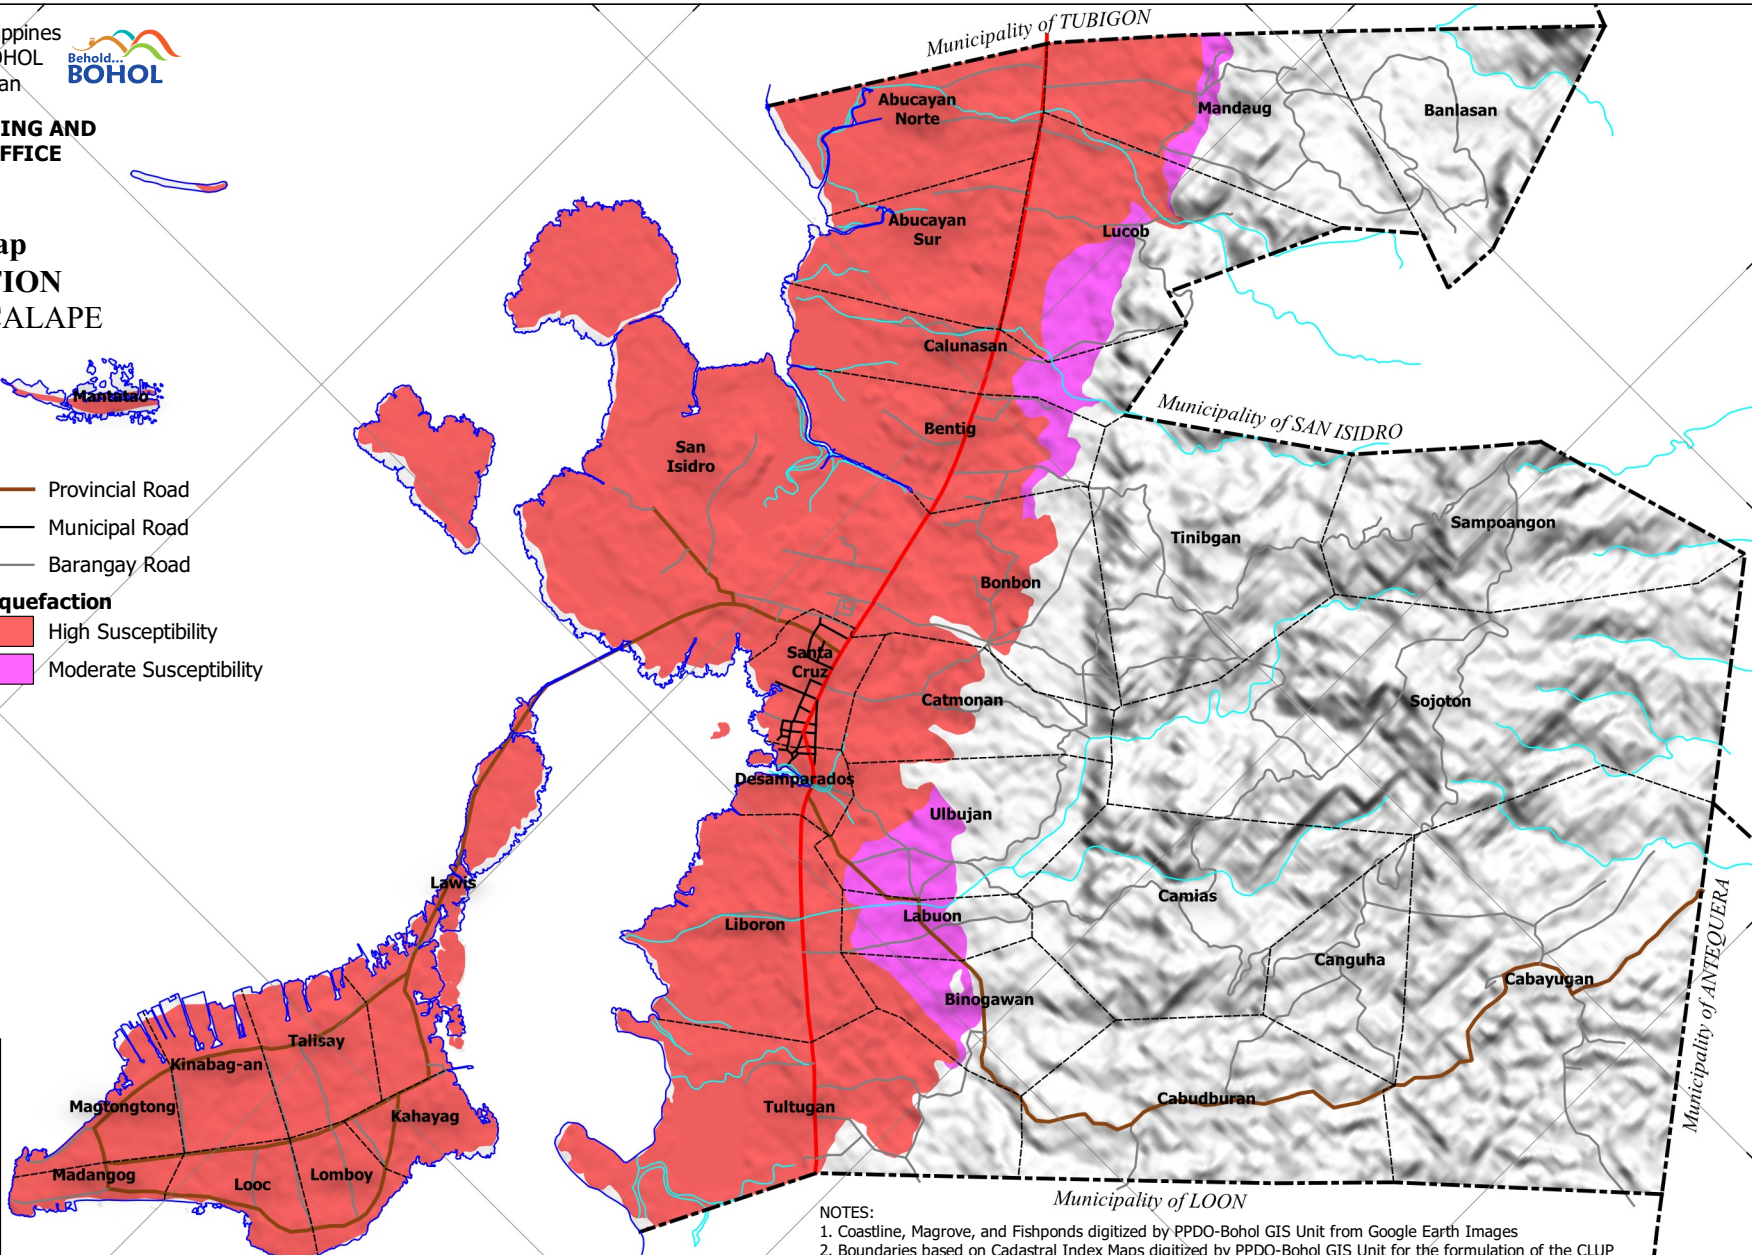 ppines
OHOL
an
Behold...
BOHOL
ING AND
FFICE
ap
TION
CALAPE
Mantatao
Provincial Road
Municipal Road
Barangay Road
quefaction
High Susceptibility
Moderate Susceptibility
Municipality of TUBIGON
Abucayan
Norte
Mandaug
Banlasan
Abucayan
Sur
Lucob
Calunasan
Municipality of SAN ISIDRO
Bentig
San
Isidro
Tinibgan
Sampoangon
Bonbon
Santa
Cruz
Catmonan
Sojoton
Desamparados
Ulbujan
Lawis
Camias
Liboron
Labuon
Canguha
Cabayugan
Binogawan
Municipality of ANTEQUERA
Talisay
Kinabag-an
Magtongtong
Kahayag
Tultugan
Cabudburan
Madangog
Looc
Lomboy
Municipality of LOON
NOTES:
1. Coastline, Magrove, and Fishponds digitized by PPDO-Bohol GIS Unit from Google Earth Images
2. Boundaries based on Cadastral Index Maps digitized by PPDO-Bohol GIS Unit for the formulation of the CLUP